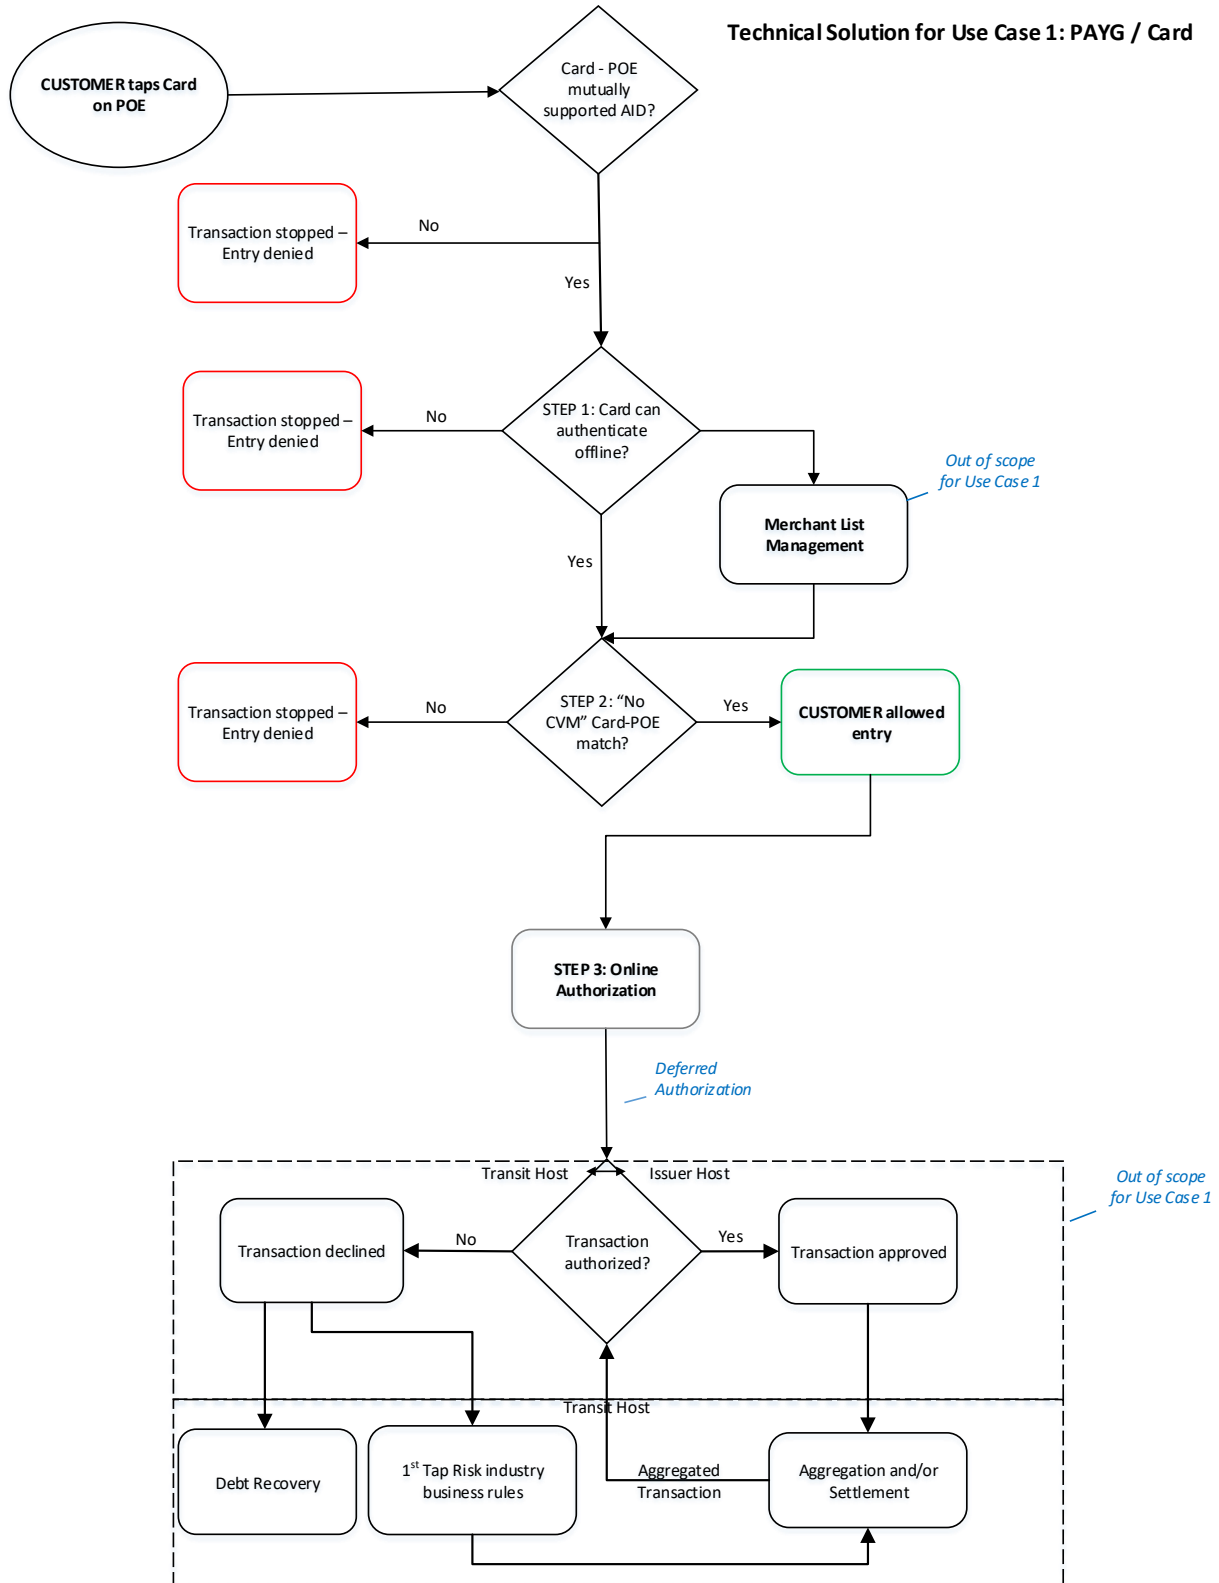 Technical Solution for Use Case 1: PAYG / Card
CUSTOMER taps Card
on POE
Card - POE
mutually
supported AID?
Transaction stopped –
Entry denied
No
Yes
Transaction stopped –
Entry denied
No
STEP 1: Card can
authenticate
offline?
Out of scope
for Use Case 1
Merchant List
Management
Yes
Transaction stopped –
Entry denied
No
STEP 2: “No
CVM” Card-POE
match?
Yes
CUSTOMER allowed
entry
STEP 3: Online
Authorization
Deferred
Authorization
Transit Host
Issuer Host
Out of scope
for Use Case 1
Transaction declined
No
Transaction
authorized?
Yes
Transaction approved
Transit Host
Debt Recovery
1st Tap Risk industry
business rules
Aggregated
Transaction
Aggregation and/or
Settlement